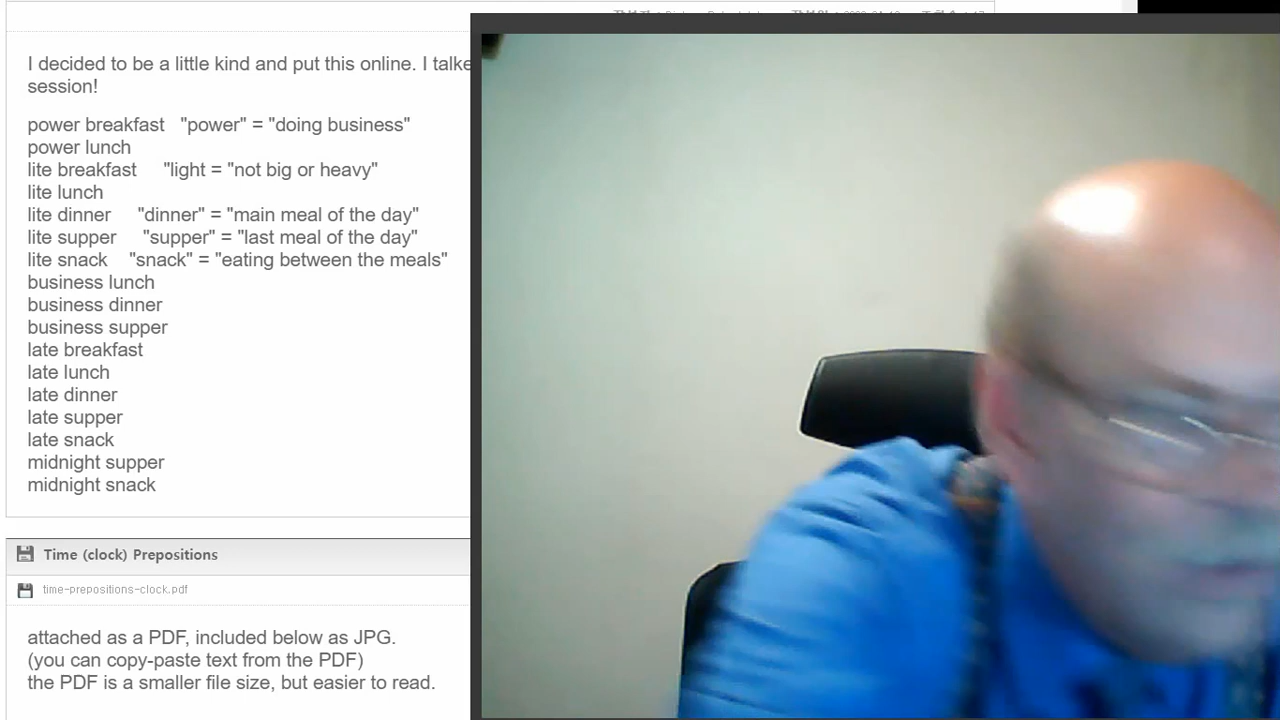 I decided to be a little kind and put this online. I talke
session!
power breakfast "power" = "doing business"
power lunch
lite breakfast "light = "not big or heavy"
lite lunch
lite dinner "dinner" = "main meal of the day"
lite supper "supper" = "last meal of the day"
lite snack "snack" = "eating between the meals"
business lunch
business dinner
business supper
late breakfast
late lunch
late dinner
late supper
late snack
midnight supper
midnight snack
Time (clock) Prepositions
time-prepositions-clock.pdf
attached as a PDF, included below as JPG.
(you can copy-paste text from the PDF)
the PDF is a smaller file size, but easier to read.